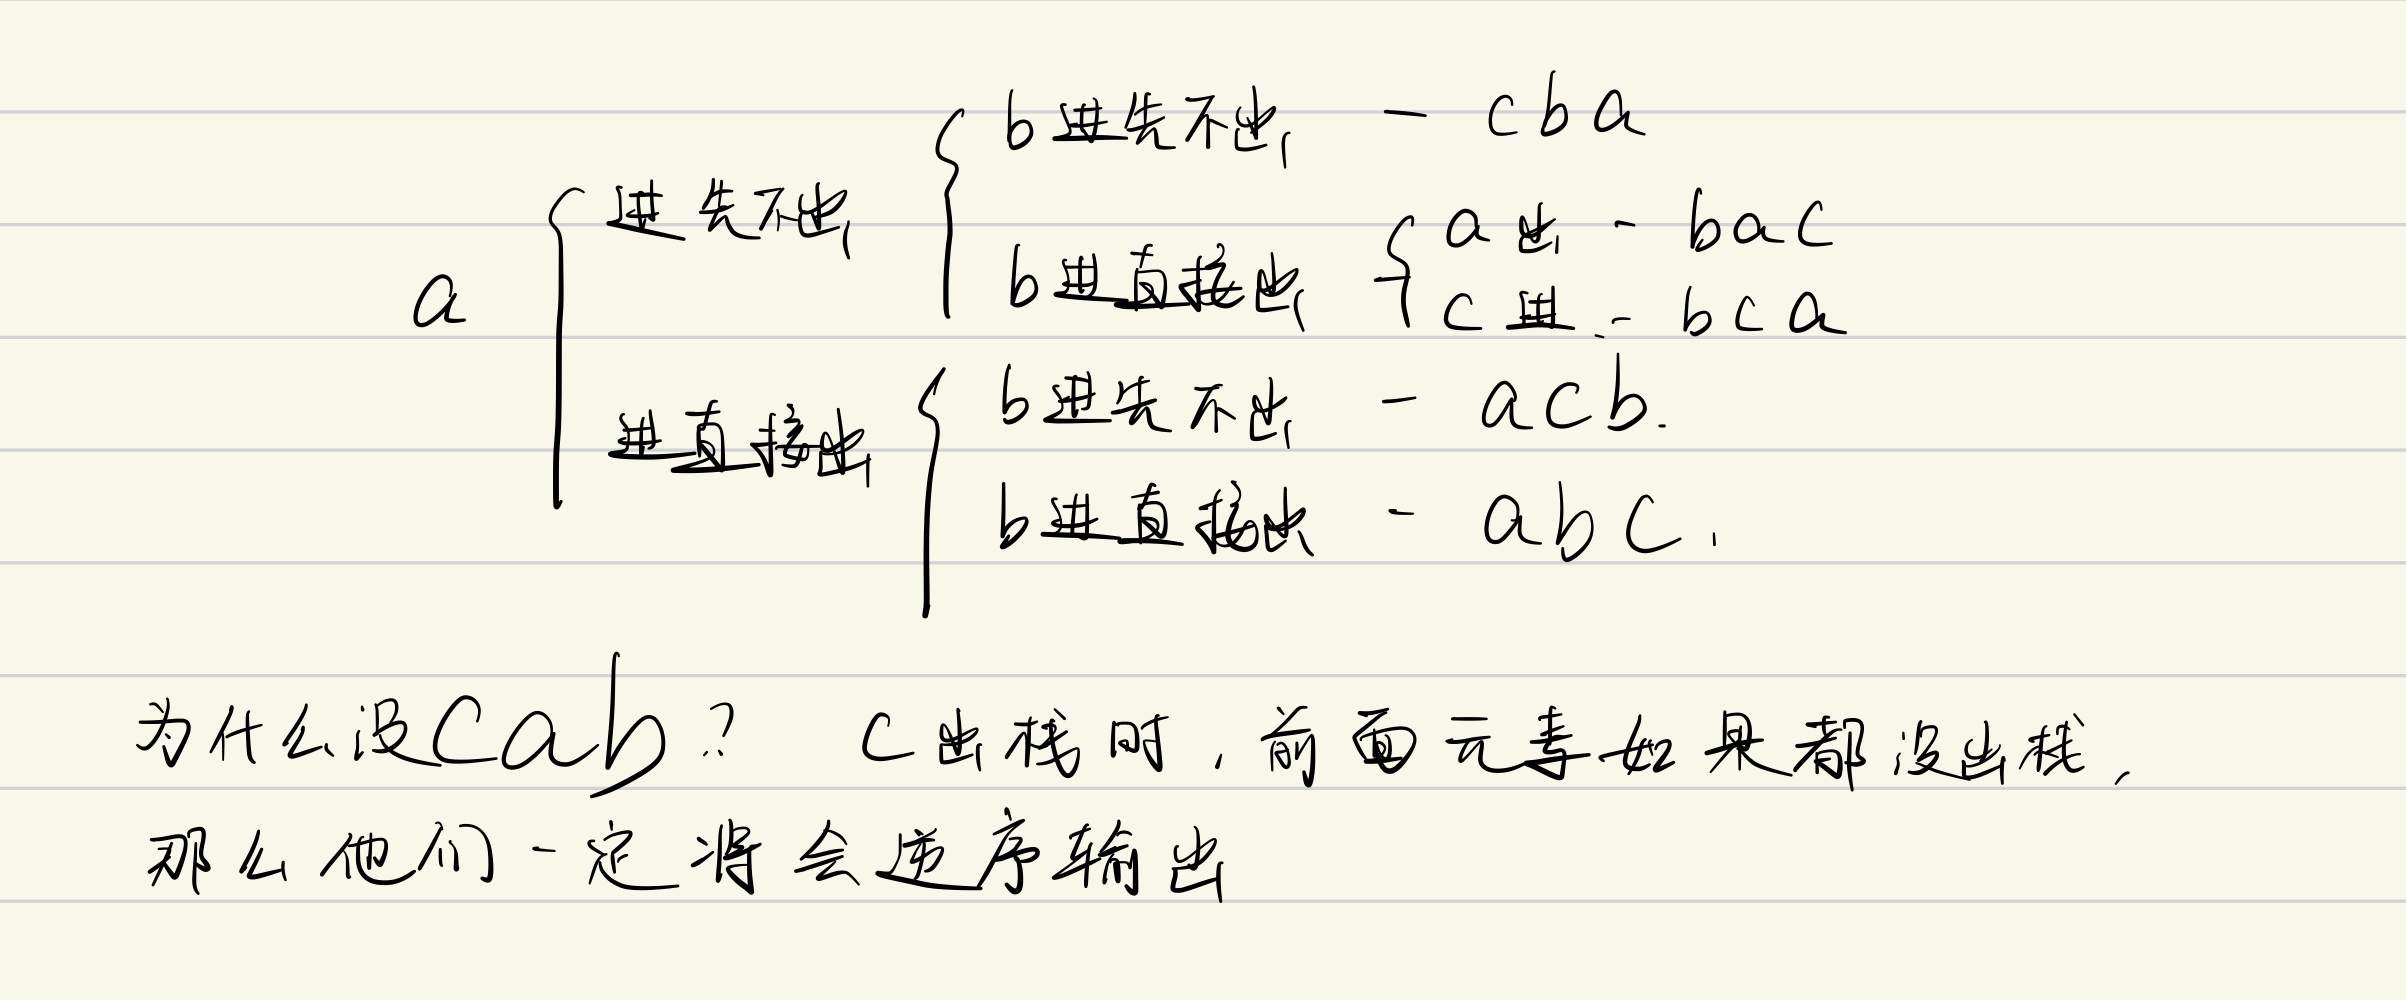 b进先不出 - cba
进先不出
a出 - bac
b进直接出
c进 - bca
a
b进先不出 - acb.
进直接出
b进直接出 - abc.
为什么没cab? C出栈时,前面元素如果都没出栈,
那么他们一定将会逆序输出